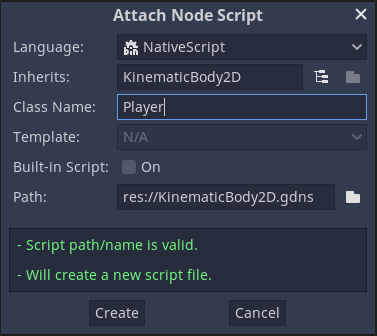 Attach Node Script
Language: NativeScript
Inherits: KinematicBody2D
Class Name: Player
Template: N/A
Built-in Script: On
Path: res://KinematicBody2D.gdns
- Script path/name is valid.
- Will create a new script file.
Create Cancel